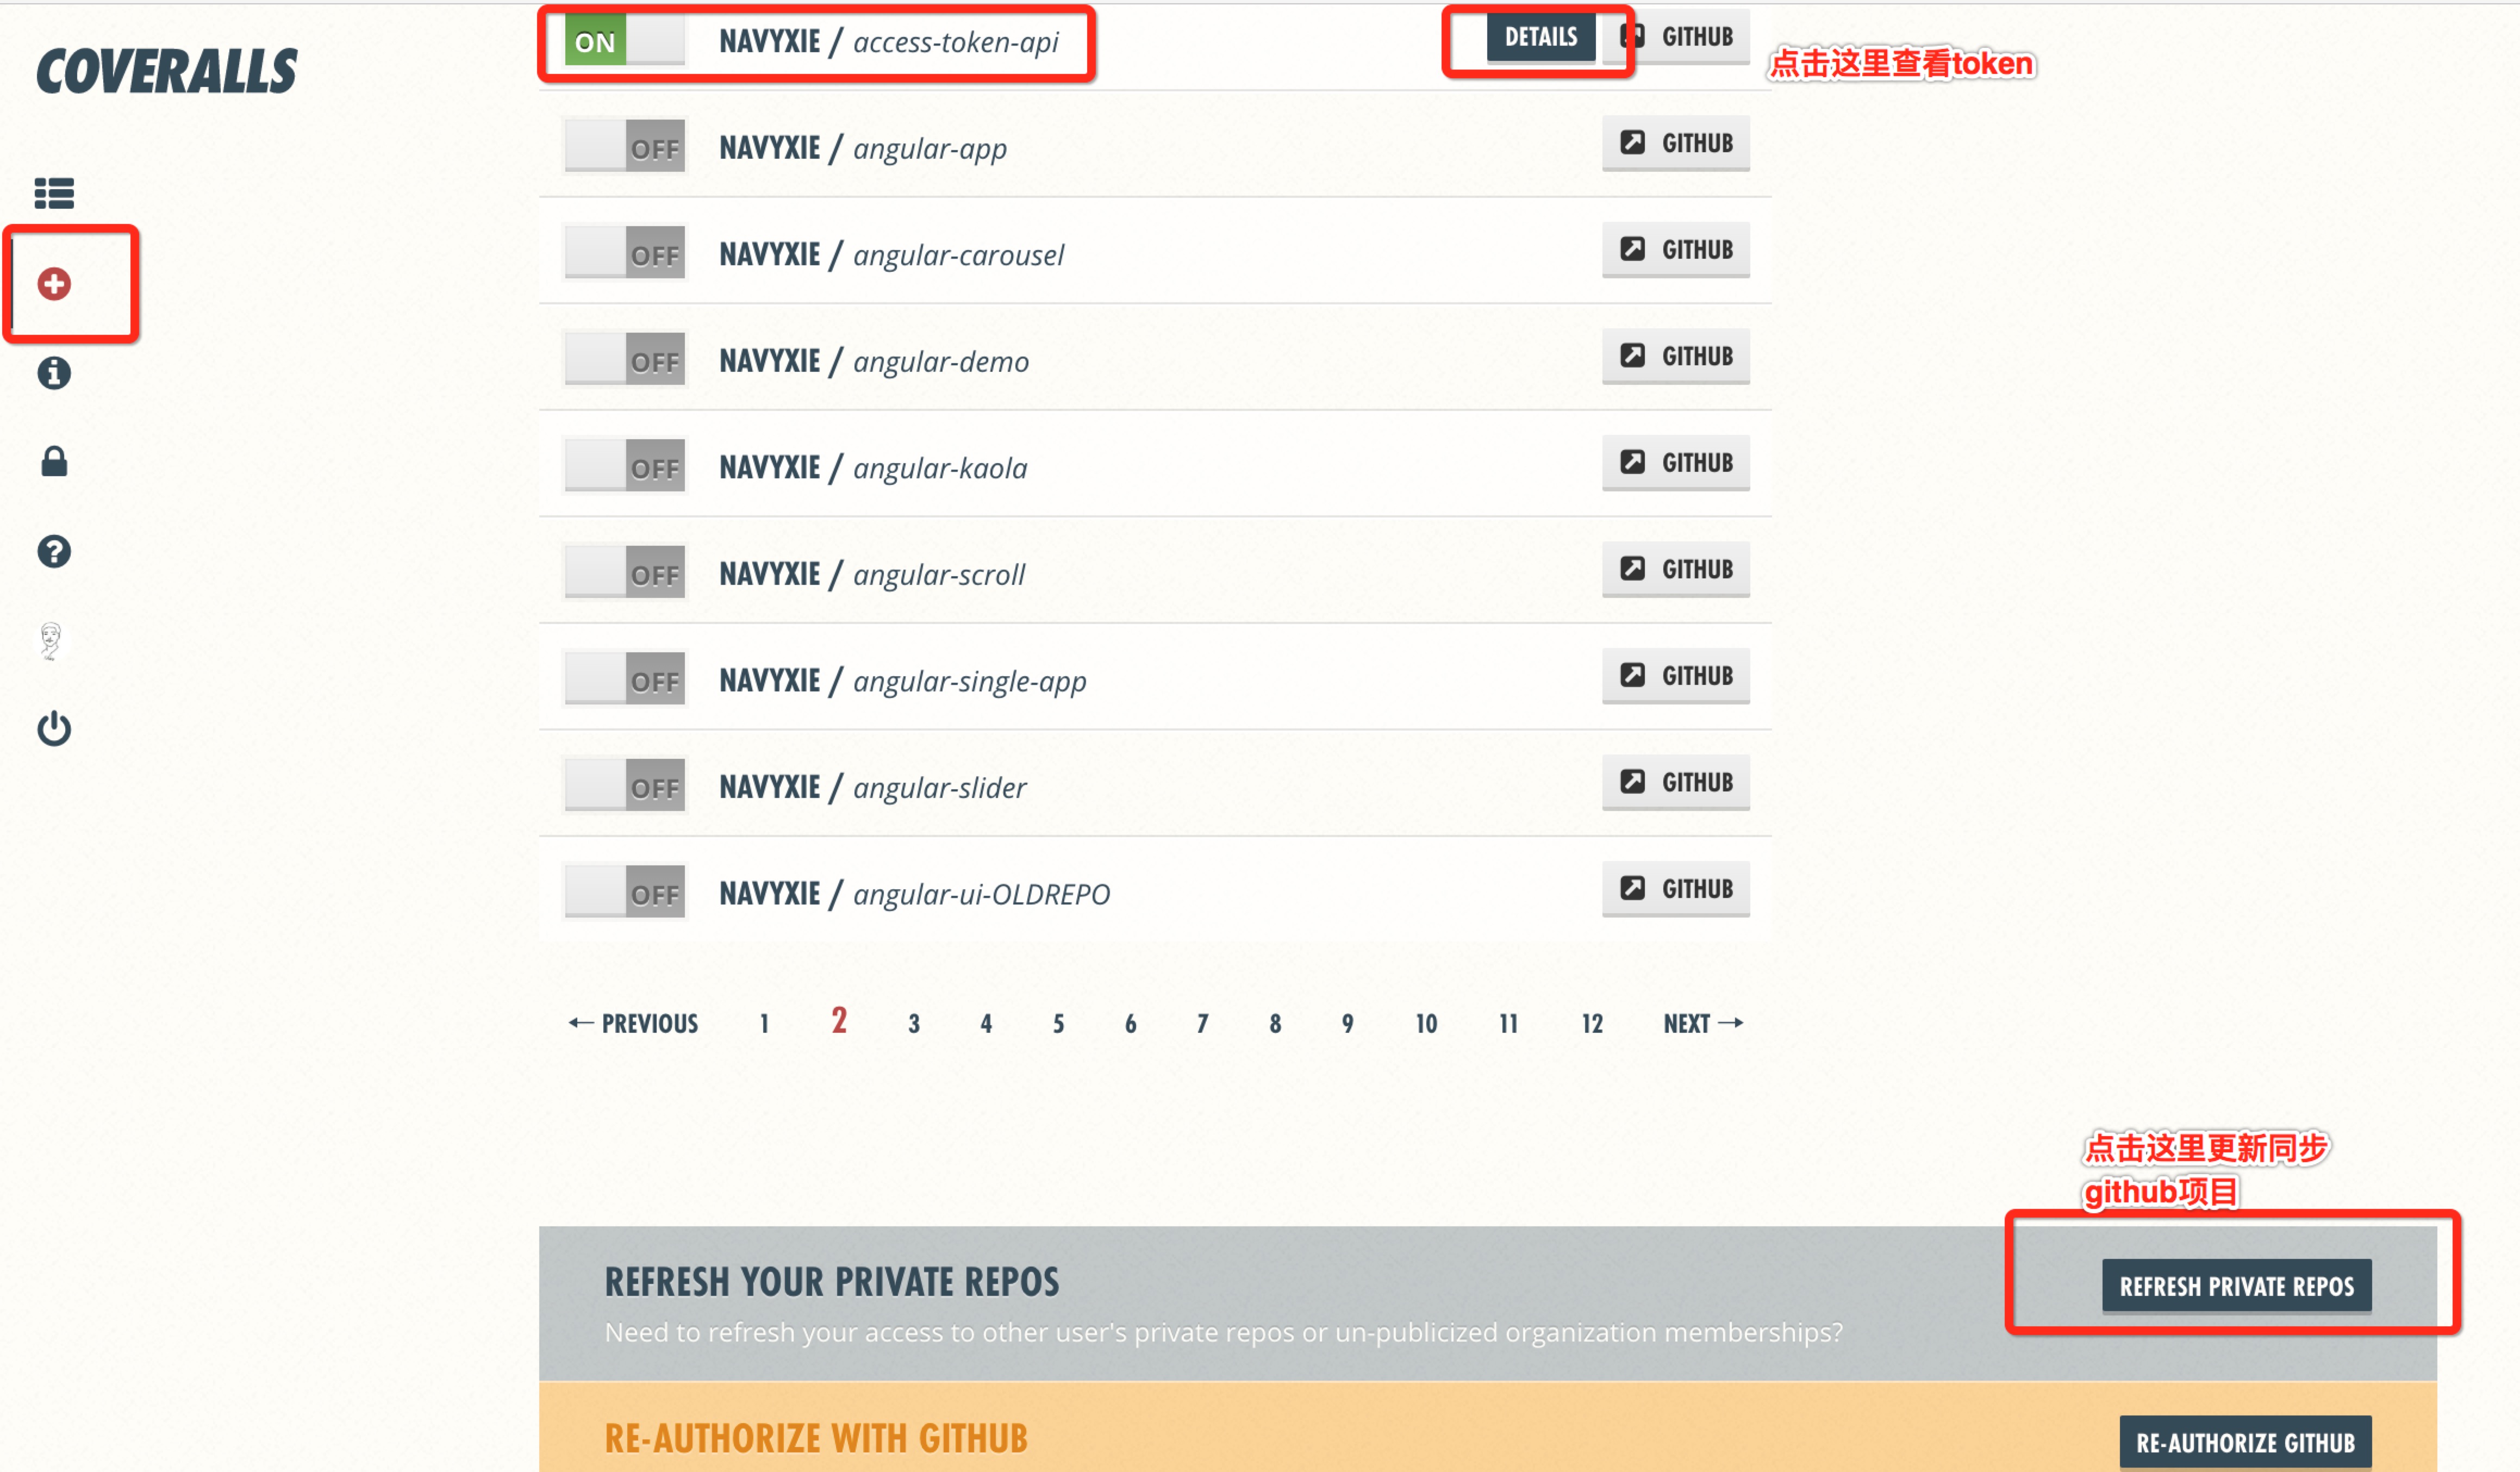 COVERALLS
ON NAVYXIE / access-token-api DETAILS GITHUB
点击这里查看token
OFF NAVYXIE / angular-app GITHUB
OFF NAVYXIE / angular-carousel GITHUB
OFF NAVYXIE / angular-demo GITHUB
OFF NAVYXIE / angular-kaola GITHUB
OFF NAVYXIE / angular-scroll GITHUB
OFF NAVYXIE / angular-single-app GITHUB
OFF NAVYXIE / angular-slider GITHUB
OFF NAVYXIE / angular-ui-OLDREPO GITHUB
← PREVIOUS 1 2 3 4 5 6 7 8 9 10 11 12 NEXT →
点击这里更新同步
github项目
REFRESH YOUR PRIVATE REPOS
REFRESH PRIVATE REPOS
Need to refresh your access to other user's private repos or un-publicized organization memberships?
RE-AUTHORIZE WITH GITHUB
RE-AUTHORIZE GITHUB